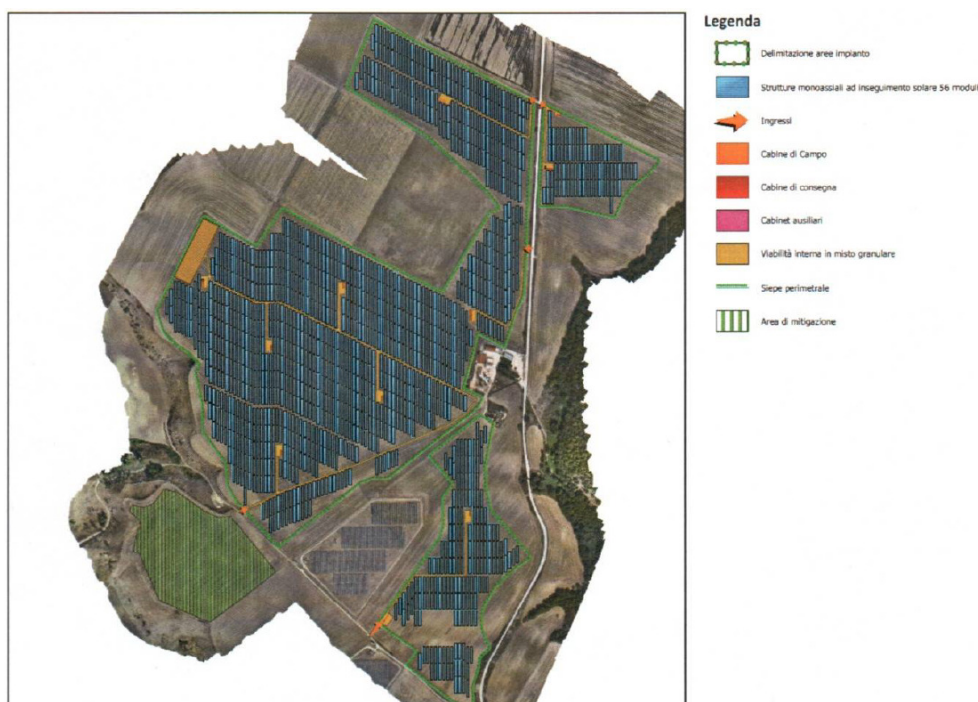 Legenda
Delimitazione aree impianto
Strutture monoassiali ad inseguimento solare 56 moduli
Ingressi
Cabine di Campo
Cabine di consegna
Cabinet ausiliari
Viabilità interna in misto granulare
Siepe perimetrale
Area di mitigazione